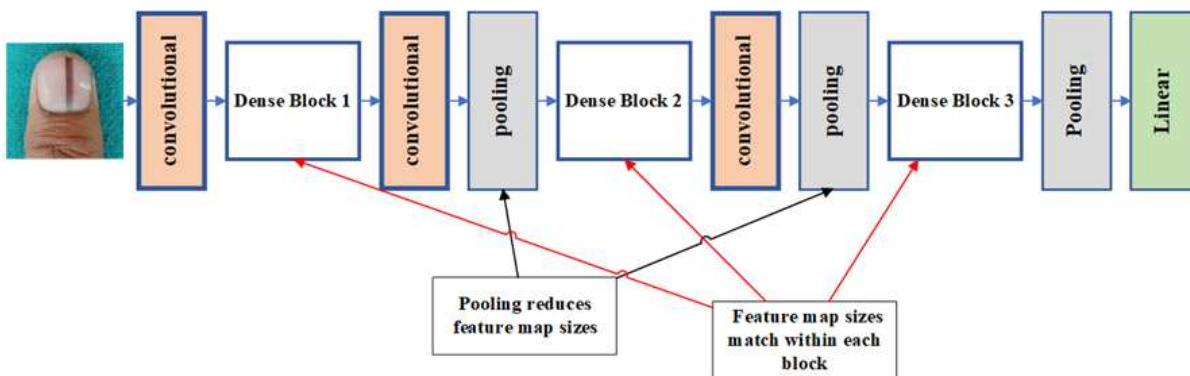 convolutional
Dense Block 1
convolutional
pooling
Dense Block 2
convolutional
pooling
Dense Block 3
Pooling
Linear
Pooling reduces
feature map sizes
Feature map sizes
match within each
block